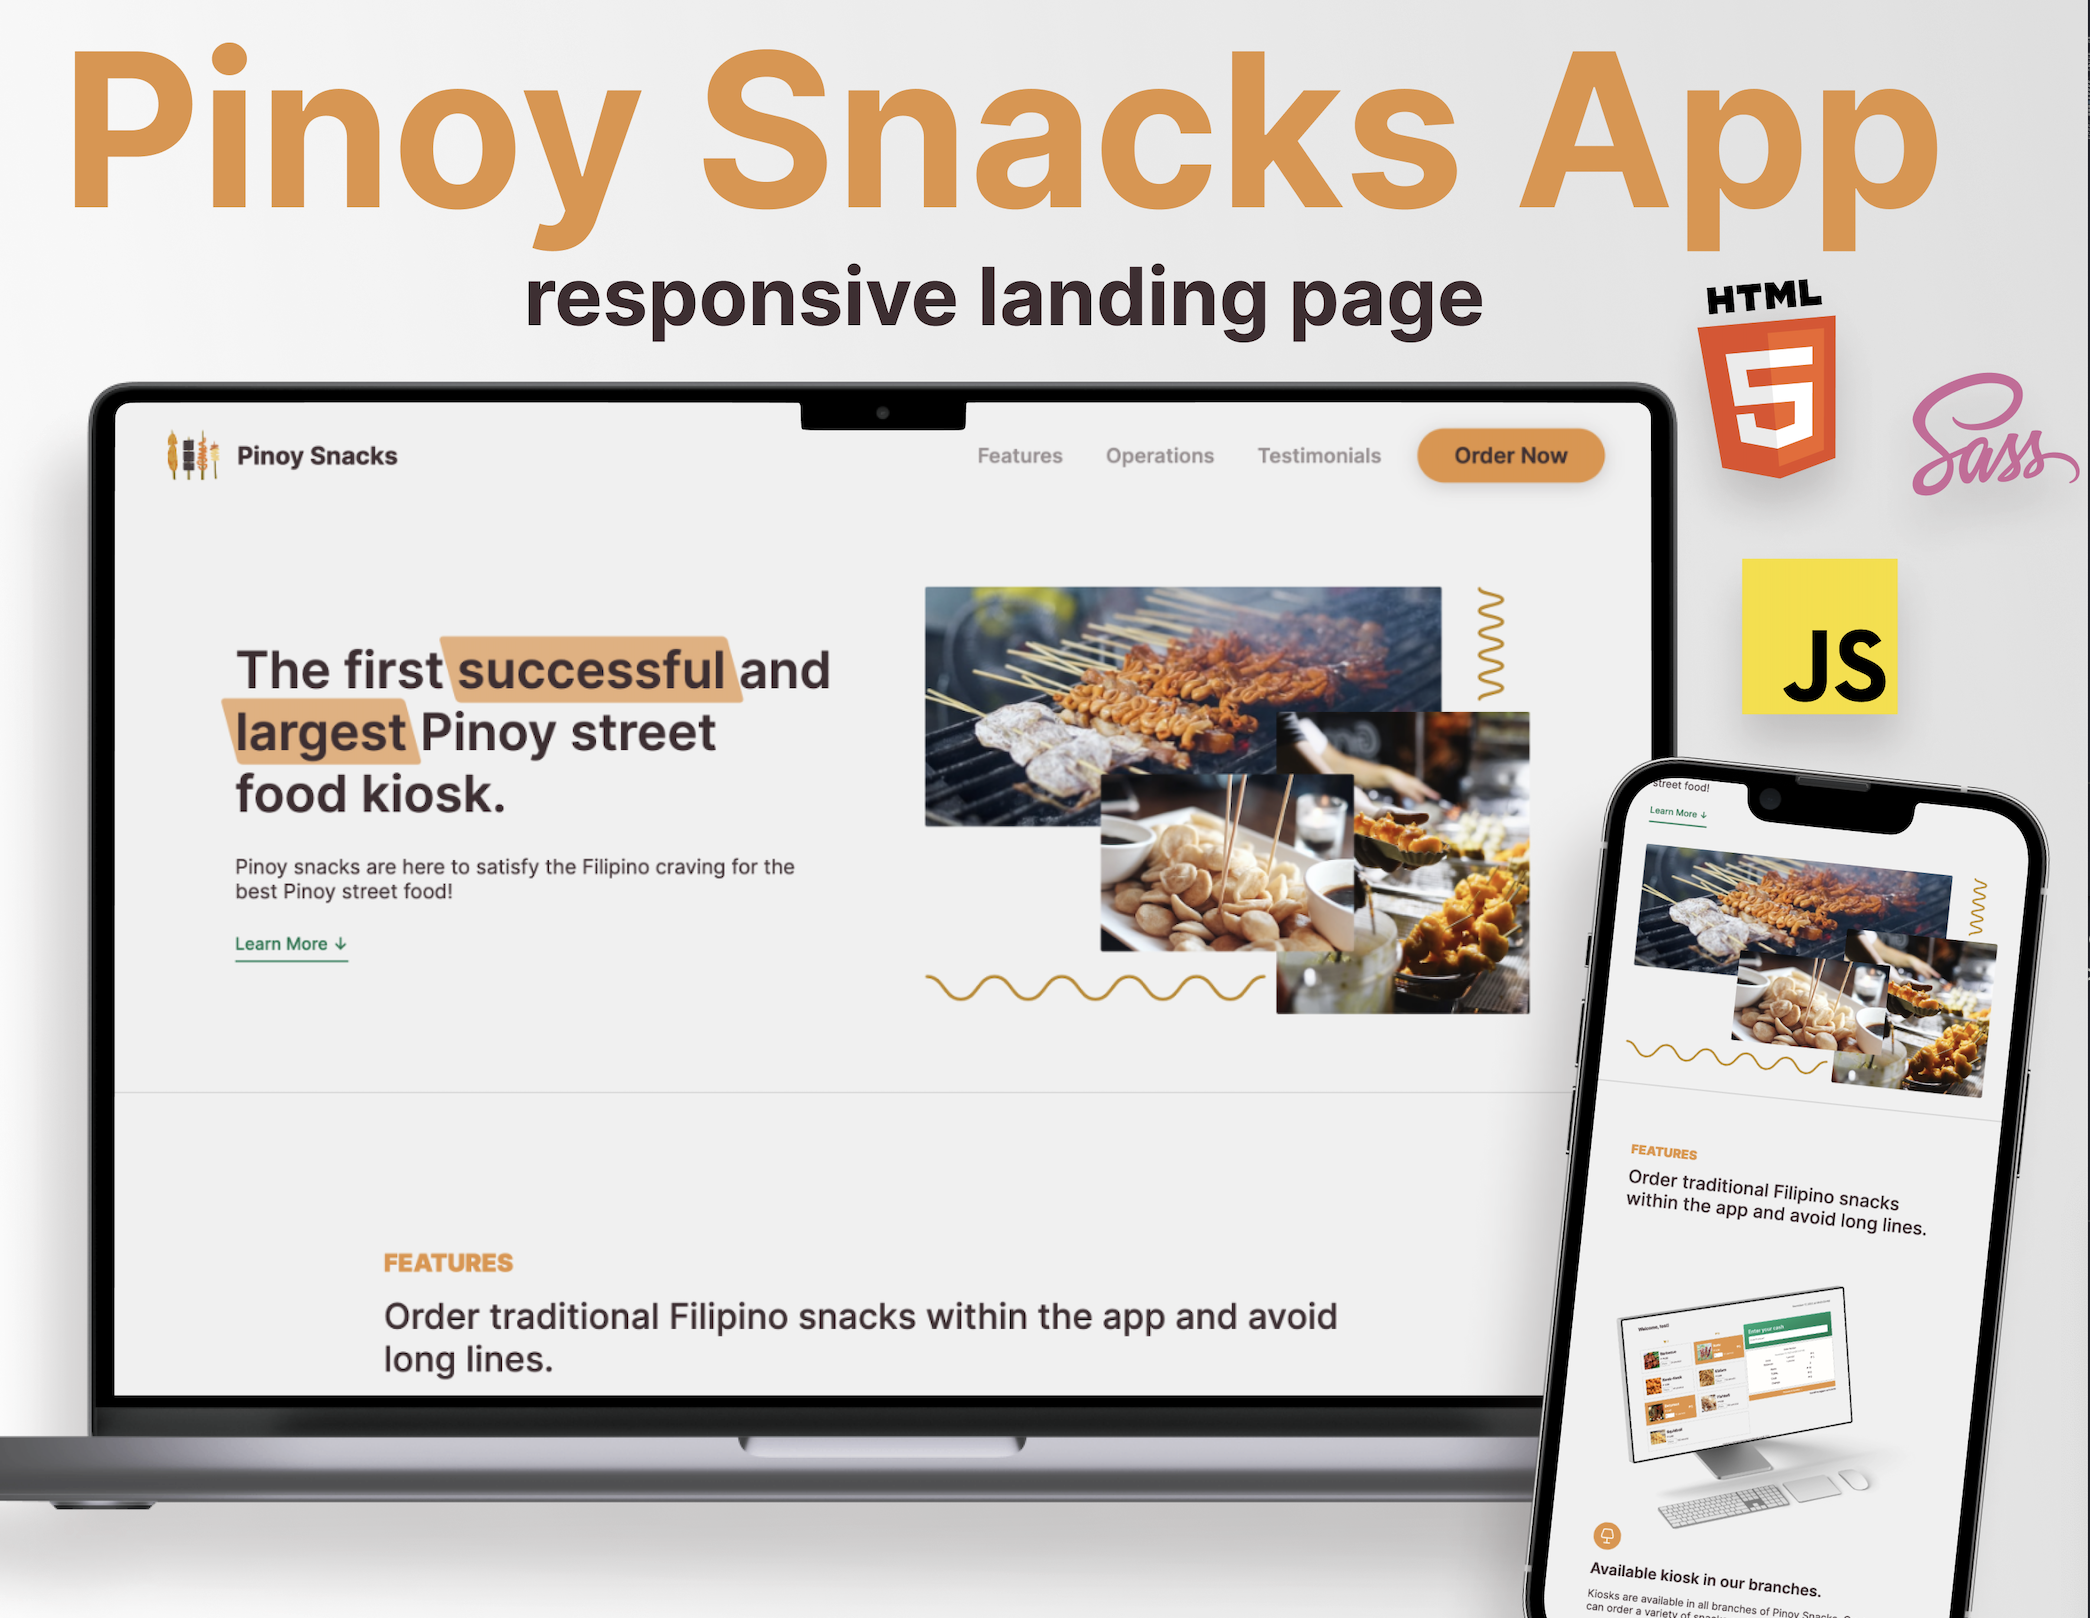 Pinoy Snacks App
responsive landing page
HTML
5
Sass
JS
Pinoy Snacks
Features
Operations
Testimonials
Order Now
The first successful and
largest Pinoy street
food kiosk.
Pinoy snacks are here to satisfy the Filipino craving for the
best Pinoy street food!
Learn More ↓
FEATURES
Order traditional Filipino snacks within the app and avoid
long lines.
street food!
Learn More ↓
FEATURES
Order traditional Filipino snacks
within the app and avoid long lines.
Enter your cash
Available kiosk in our branches.
Kiosks are available in all branches of Pinoy Snacks.
can order a variety of